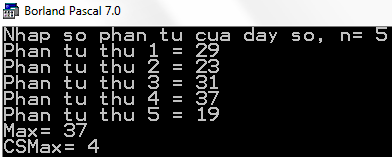 Borland Pascal 7.0
Nhap so phan tu cua day so, n= 5
Phan tu thu 1 = 29
Phan tu thu 2 = 23
Phan tu thu 3 = 31
Phan tu thu 4 = 37
Phan tu thu 5 = 19
Max= 37
CSMax= 4